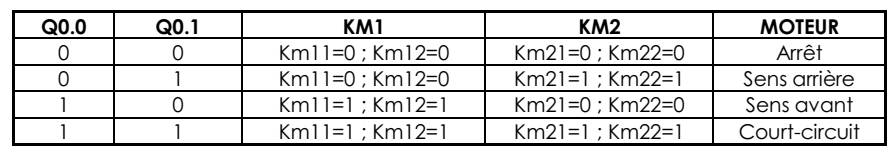 Q0.0 Q0.1 KM1 KM2 MOTEUR
0 0 Km11=0 ; Km12=0 Km21=0 ; Km22=0 Arrêt
0 1 Km11=0 ; Km12=0 Km21=1 ; Km22=1 Sens arrière
1 0 Km11=1 ; Km12=1 Km21=0 ; Km22=0 Sens avant
1 1 Km11=1 ; Km12=1 Km21=1 ; Km22=1 Court-circuit